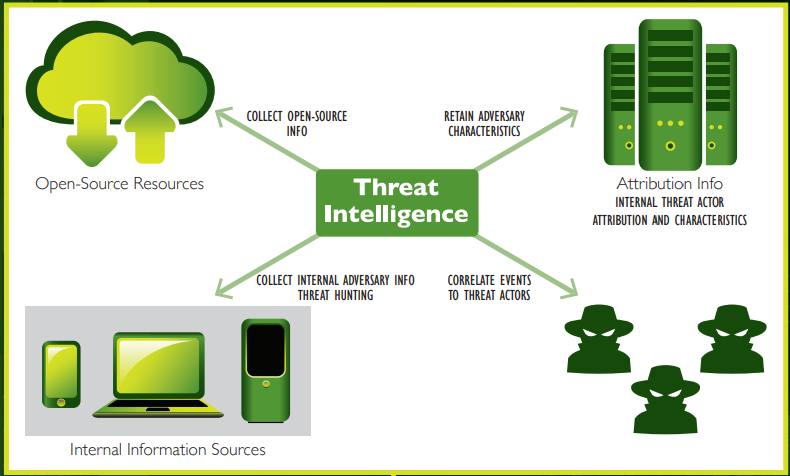 COLLECT OPEN-SOURCE
INFO
RETAIN ADVERSARY
CHARACTERISTICS
Open-Source Resources
Threat
Intelligence
Attribution Info
INTERNAL THREAT ACTOR
ATTRIBUTION AND CHARACTERISTICS
COLLECT INTERNAL ADVERSARY INFO
THREAT HUNTING
CORRELATE EVENTS
TO THREAT ACTORS
Internal Information Sources